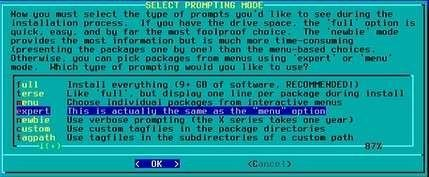 SELECT PROMPTING MODE
Now you must select the type of prompts you'd like to see during the
installation process. If you have the drive space, the 'full' option is
quick, easy, and by far the most foolproof choice. The 'newbie' mode
provides the most information but is much more time-consuming
(presenting the packages one by one) than the menu-based choices.
Otherwise, you can pick packages from menus using 'expert' or 'menu'
mode. Which type of prompting would you like to use?
full Install everything (9+ GB of software, RECOMMENDED!)
terse Like 'full', but display one line per package during install
menu Choose individual packages from interactive menus
expert This is actually the same as the "menu" option
newbie Use verbose prompting (the X series takes one year)
custom Use custom tagfiles in the package directories
tagpath Use tagfiles in the subdirectories of a custom path
↓(+) 87%
< OK > <Cancel>